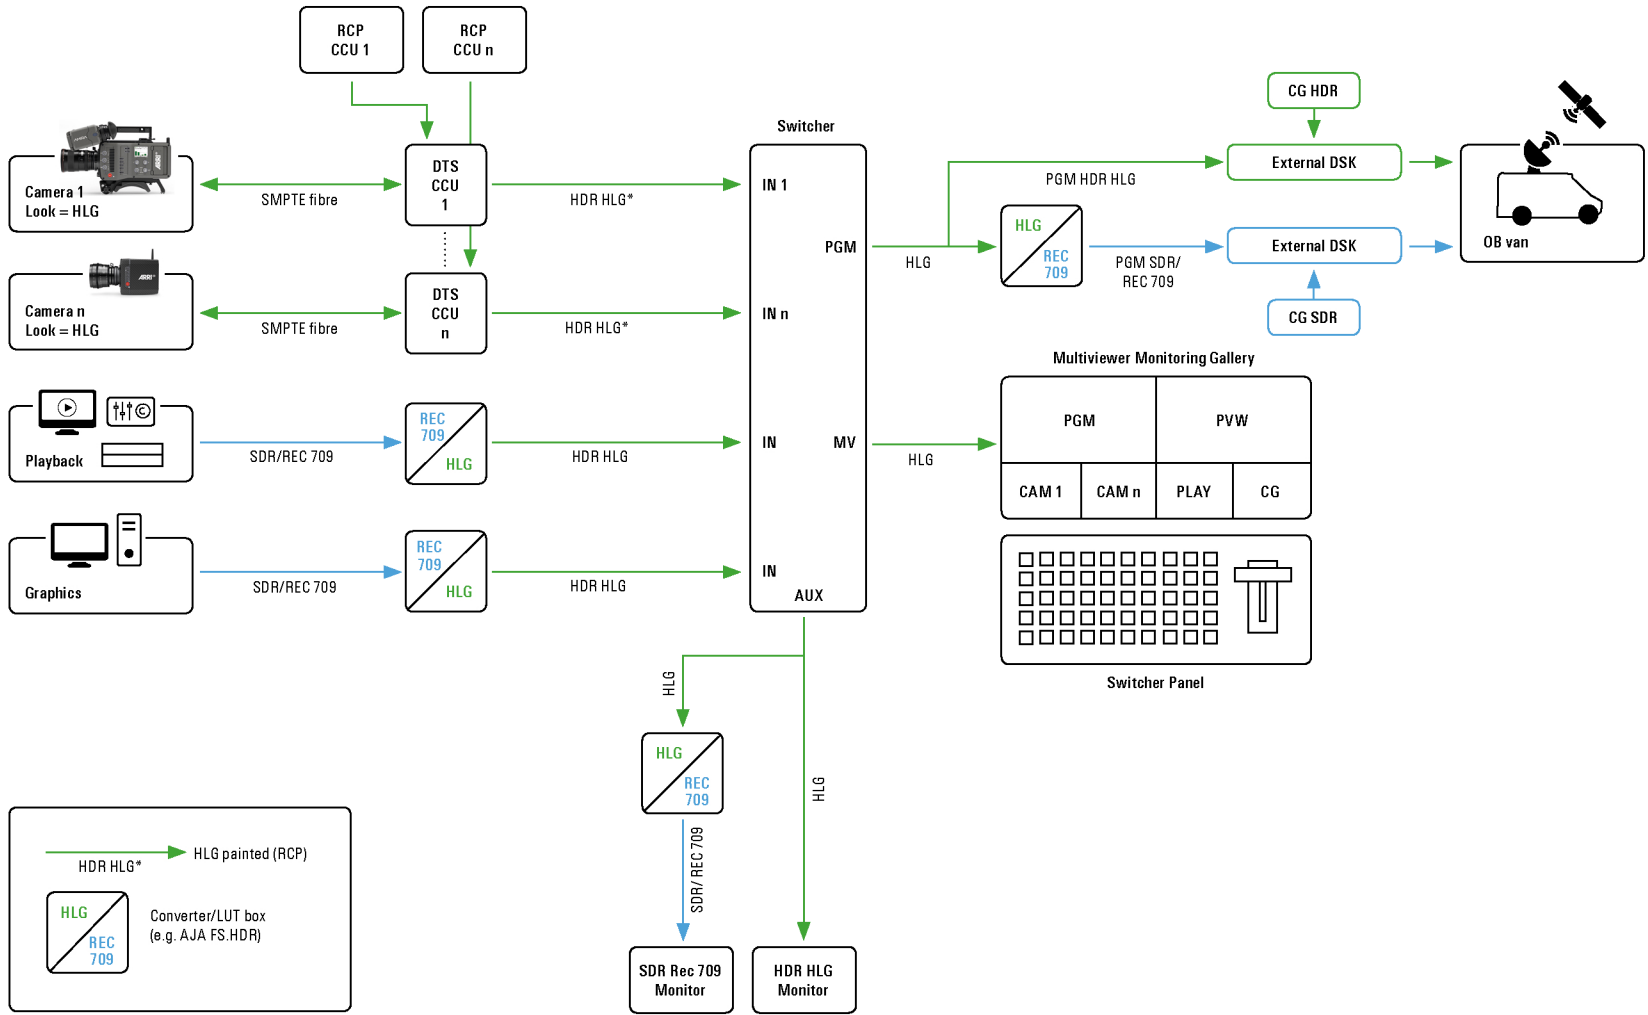 RCP
CCU 1
RCP
CCU n
CG HDR
Switcher
Camera 1
Look = HLG
SMPTE fibre
DTS
CCU
1
HDR HLG*
IN 1
External DSK
PGM HDR HLG
OB van
PGM
HLG
HLG
REC
709
PGM SDR/
REC 709
External DSK
CG SDR
ARRI
Camera n
Look = HLG
SMPTE fibre
DTS
CCU
n
HDR HLG*
IN n
Multiviewer Monitoring Gallery
PGM
PVW
CAM 1
CAM n
PLAY
CG
Playback
SDR/REC 709
REC
709
HLG
HDR HLG
IN
MV
HLG
Graphics
SDR/REC 709
REC
709
HLG
HDR HLG
IN
AUX
Switcher Panel
HLG
HLG
REC
709
HLG
SDR/ REC 709
SDR Rec 709
Monitor
HDR HLG
Monitor
HDR HLG*
HLG painted (RCP)
HLG
REC
709
Converter/LUT box
(e.g. AJA FS.HDR)